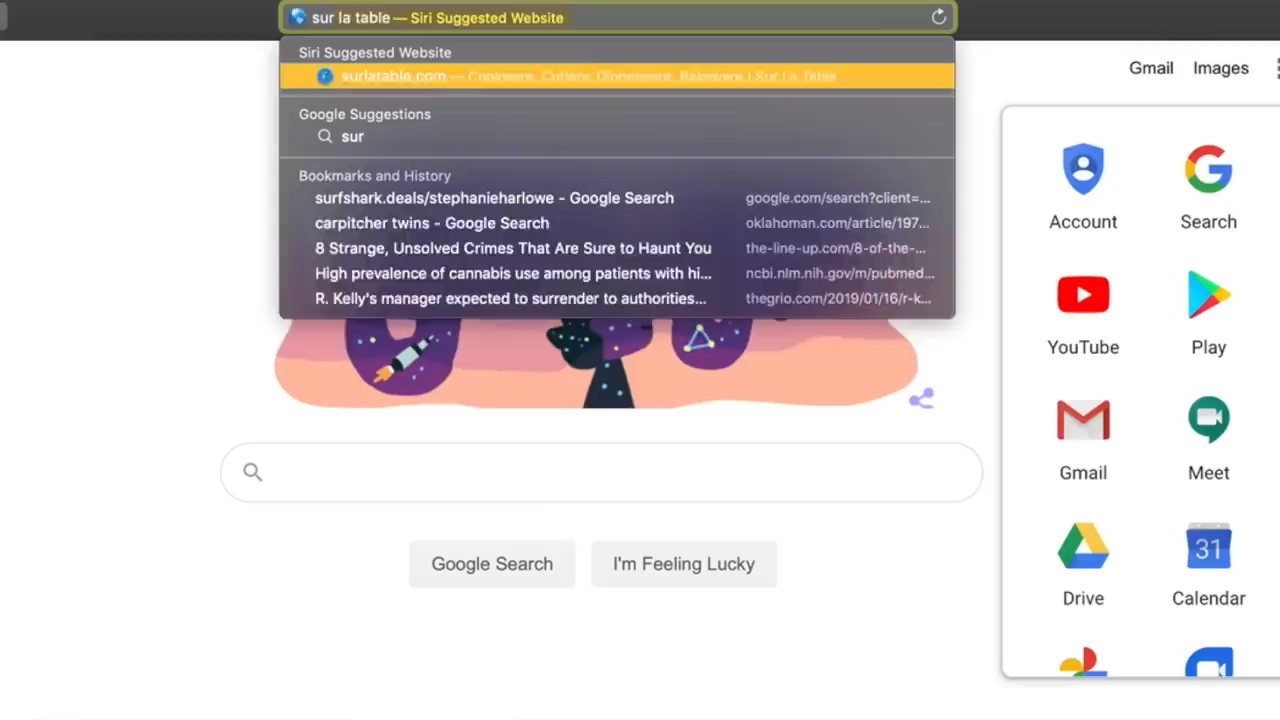 sur la table — Siri Suggested Website
Siri Suggested Website
surlatable.com — Cookware, Cutlery, Dinnerware, Bakeware | Sur La Table
Google Suggestions
sur
Bookmarks and History
surfshark.deals/stephanieharlowe - Google Search google.com/search?client=...
carpitcher twins - Google Search oklahoman.com/article/197...
8 Strange, Unsolved Crimes That Are Sure to Haunt You the-line-up.com/8-of-the-...
High prevalence of cannabis use among patients with hi... ncbi.nlm.nih.gov/m/pubmed...
R. Kelly's manager expected to surrender to authorities... thegrio.com/2019/01/16/r-k...
Gmail Images
Account Search
YouTube Play
Gmail Meet
31
Drive Calendar
Google Search I'm Feeling Lucky